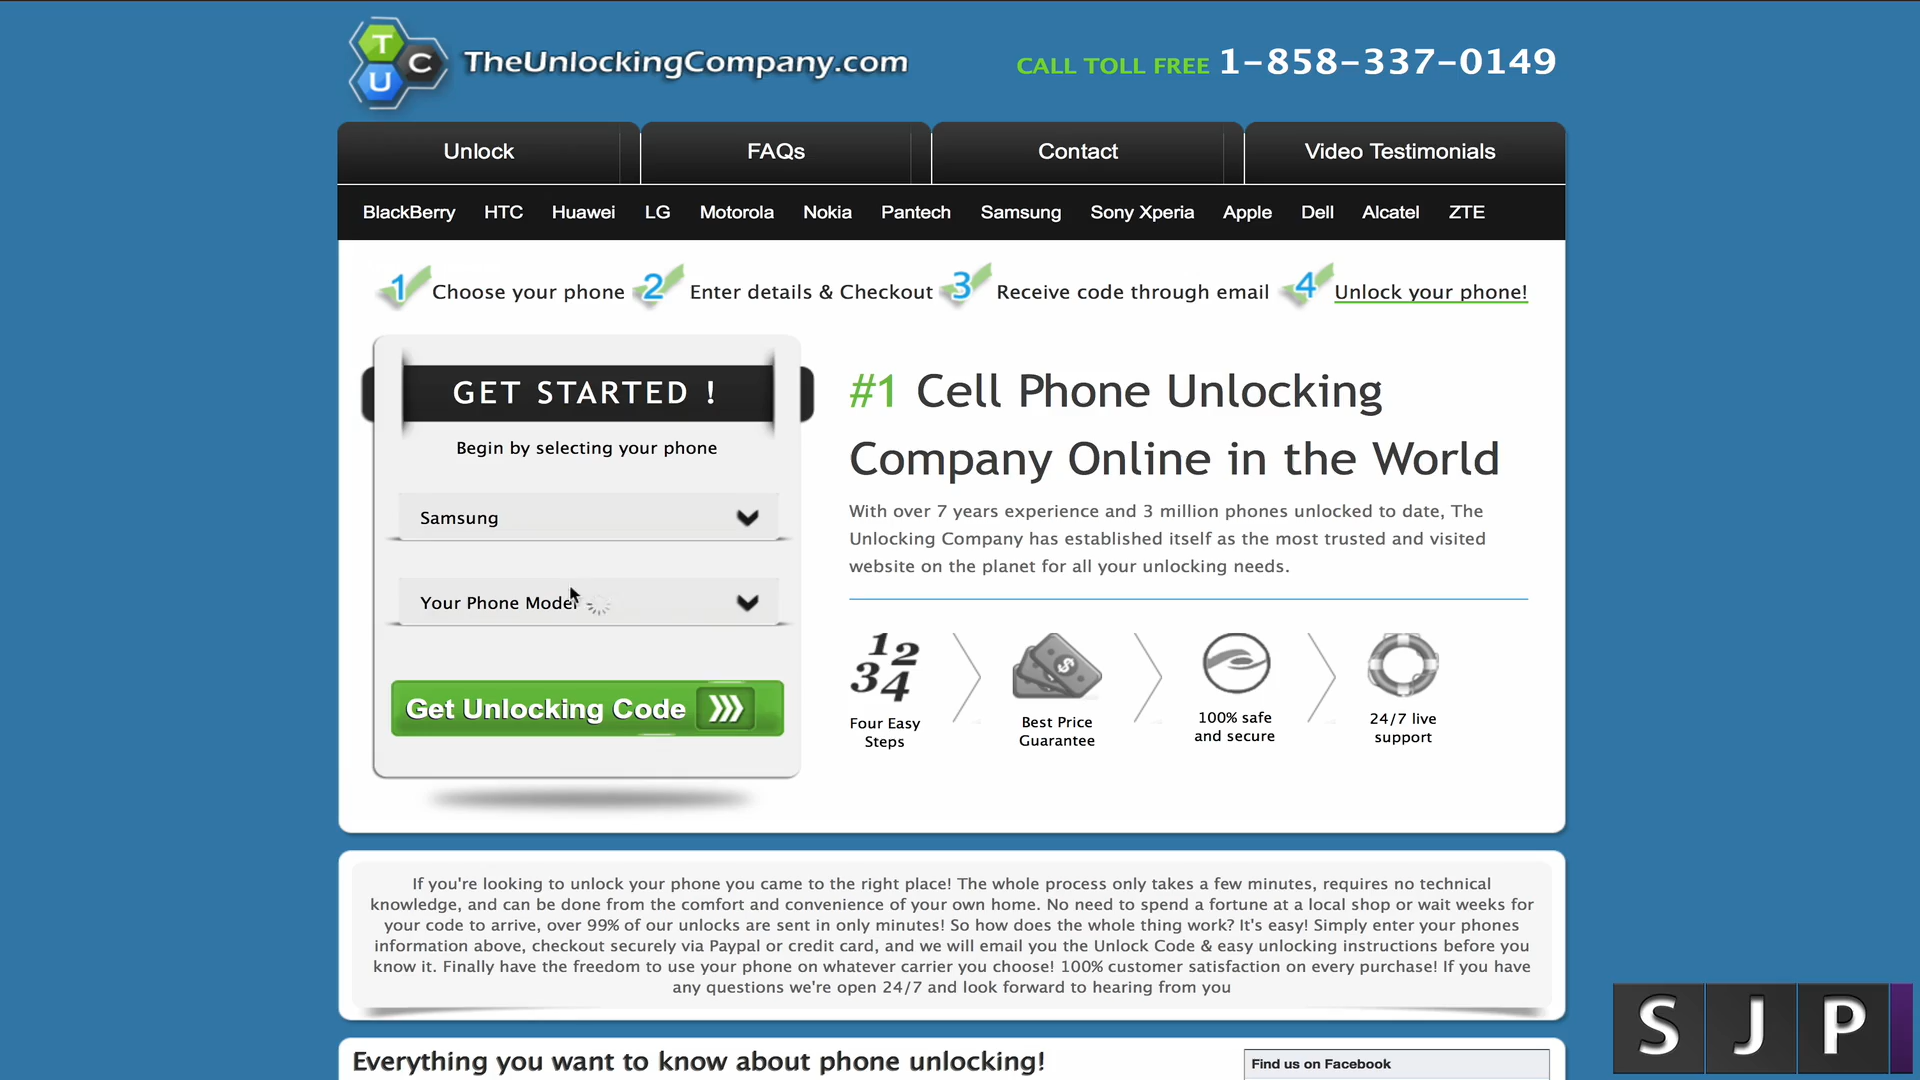 T
U C
TheUnlockingCompany.com
CALL TOLL FREE 1-858-337-0149
Unlock
FAQs
Contact
Video Testimonials
BlackBerry HTC Huawei LG Motorola Nokia Pantech Samsung Sony Xperia Apple Dell Alcatel ZTE
1 Choose your phone 2 Enter details & Checkout 3 Receive code through email 4 Unlock your phone!
GET STARTED !
Begin by selecting your phone
Samsung
Your Phone Model
Get Unlocking Code
#1 Cell Phone Unlocking
Company Online in the World
With over 7 years experience and 3 million phones unlocked to date, The
Unlocking Company has established itself as the most trusted and visited
website on the planet for all your unlocking needs.
12
34
Four Easy
Steps
$
Best Price
Guarantee
100% safe
and secure
24/7 live
support
If you're looking to unlock your phone you came to the right place! The whole process only takes a few minutes, requires no technical
knowledge, and can be done from the comfort and convenience of your own home. No need to spend a fortune at a local shop or wait weeks for
your code to arrive, over 99% of our unlocks are sent in only minutes! So how does the whole thing work? It's easy! Simply enter your phones
information above, checkout securely via Paypal or credit card, and we will email you the Unlock Code & easy unlocking instructions before you
know it. Finally have the freedom to use your phone on whatever carrier you choose! 100% customer satisfaction on every purchase! If you have
any questions we're open 24/7 and look forward to hearing from you
Everything you want to know about phone unlocking!
Find us on Facebook
S J P